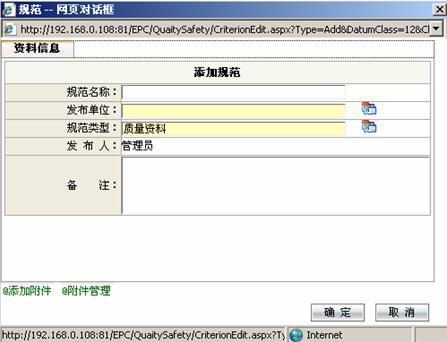 规范 -- 网页对话框
http://192.168.0.108:81/EPC/QuaitySafety/CriterionEdit.aspx?Type=Add&DatumClass=12&Cl
资料信息
添加规范
规范名称：
发布单位：
规范类型： 质量资料
发 布 人： 管理员
备 注：
@添加附件 @附件管理
确 定 取 消
http://192.168.0.108:81/EPC/QuaitySafety/CriterionEdit.aspx?Ty Internet